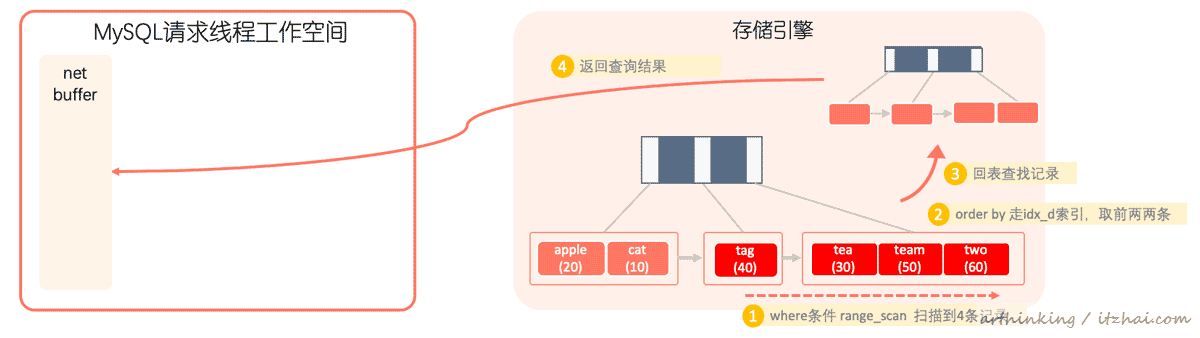 MySQL请求线程工作空间
net
buffer
存储引擎
4 返回查询结果
3 回表查找记录
2 order by 走idx_d索引，取前两两条
apple
(20)
cat
(10)
tag
(40)
tea
(30)
team
(50)
two
(60)
1 where条件 range_scan 扫描到4条记录
arthinking / itzhai.com